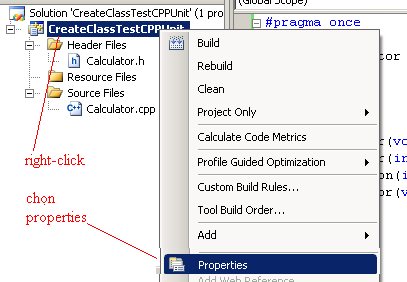 Solution 'CreateClassTestCPPUnit' (1 pro
CreateClassTestCPPUnit
Header Files
Calculator.h
Resource Files
Source Files
Calculator.cpp
right-click
chọn
properties
Build
Rebuild
Clean
Project Only
Calculate Code Metrics
Profile Guided Optimization
Custom Build Rules...
Tool Build Order...
Add
Properties
Add Web Reference
(Global Scope)
#pragma once
tor
r(vo
r(in
on(i
or(v